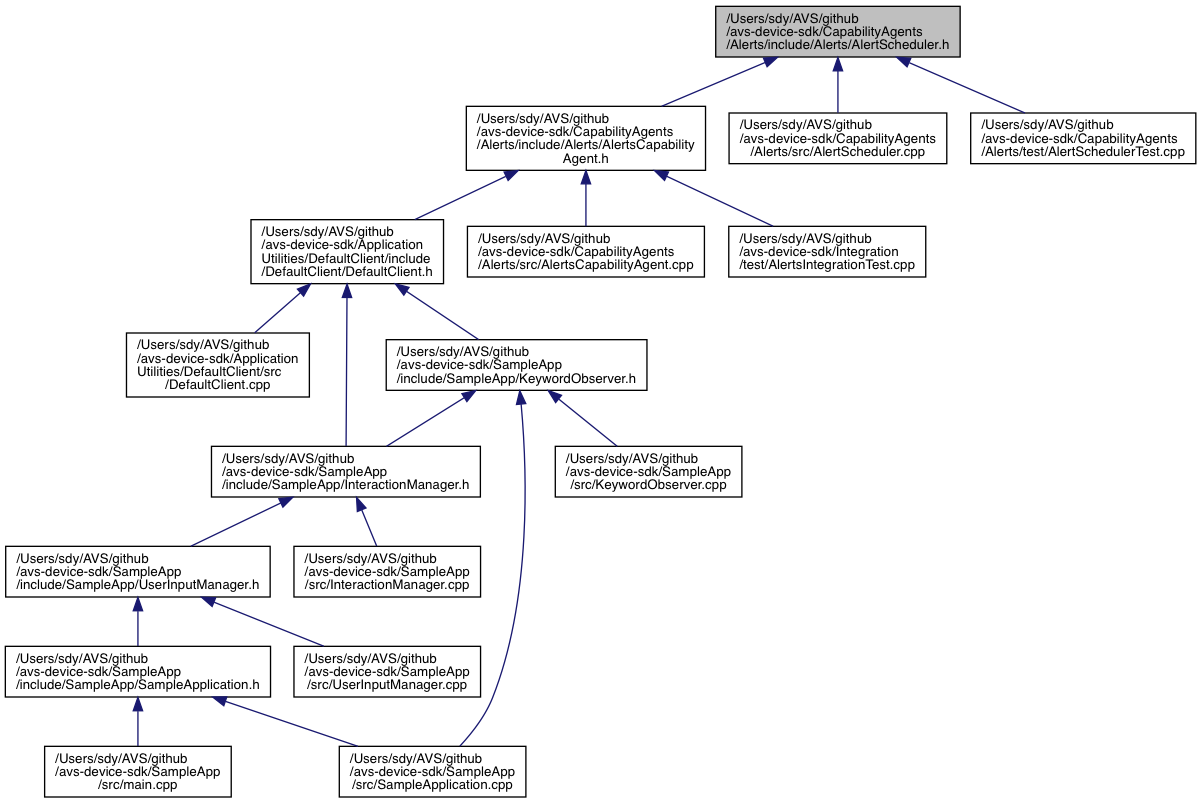 /Users/sdy/AVS/github
/avs-device-sdk/CapabilityAgents
/Alerts/include/Alerts/AlertScheduler.h
/Users/sdy/AVS/github
/avs-device-sdk/CapabilityAgents
/Alerts/include/Alerts/AlertsCapability
Agent.h
/Users/sdy/AVS/github
/avs-device-sdk/CapabilityAgents
/Alerts/src/AlertScheduler.cpp
/Users/sdy/AVS/github
/avs-device-sdk/CapabilityAgents
/Alerts/test/AlertSchedulerTest.cpp
/Users/sdy/AVS/github
/avs-device-sdk/Application
Utilities/DefaultClient/include
/DefaultClient/DefaultClient.h
/Users/sdy/AVS/github
/avs-device-sdk/CapabilityAgents
/Alerts/src/AlertsCapabilityAgent.cpp
/Users/sdy/AVS/github
/avs-device-sdk/Integration
/test/AlertsIntegrationTest.cpp
/Users/sdy/AVS/github
/avs-device-sdk/Application
Utilities/DefaultClient/src
/DefaultClient.cpp
/Users/sdy/AVS/github
/avs-device-sdk/SampleApp
/include/SampleApp/KeywordObserver.h
/Users/sdy/AVS/github
/avs-device-sdk/SampleApp
/include/SampleApp/InteractionManager.h
/Users/sdy/AVS/github
/avs-device-sdk/SampleApp
/src/KeywordObserver.cpp
/Users/sdy/AVS/github
/avs-device-sdk/SampleApp
/include/SampleApp/UserInputManager.h
/Users/sdy/AVS/github
/avs-device-sdk/SampleApp
/src/InteractionManager.cpp
/Users/sdy/AVS/github
/avs-device-sdk/SampleApp
/include/SampleApp/SampleApplication.h
/Users/sdy/AVS/github
/avs-device-sdk/SampleApp
/src/UserInputManager.cpp
/Users/sdy/AVS/github
/avs-device-sdk/SampleApp
/src/main.cpp
/Users/sdy/AVS/github
/avs-device-sdk/SampleApp
/src/SampleApplication.cpp